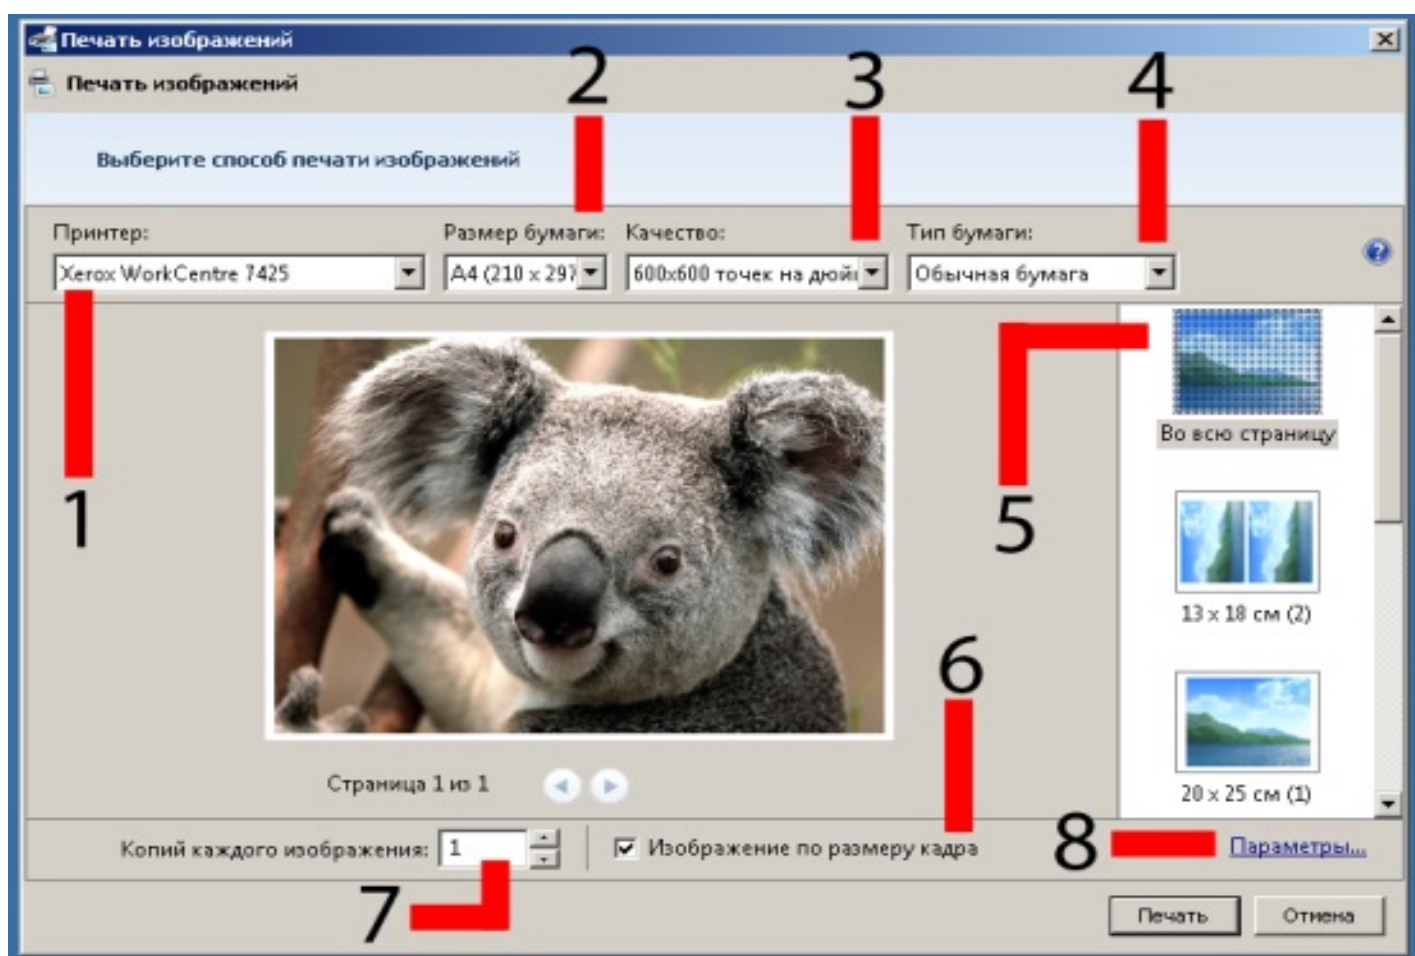 Печать изображений
Печать изображений
2 3 4
Выберите способ печати изображений
Принтер: Размер бумаги: Качество: Тип бумаги:
Xerox WorkCentre 7425 A4 (210 x 297 600x600 точек на дюй Обычная бумага
1
5
Во всю страницу
13 x 18 см (2)
6
20 x 25 см (1)
Страница 1 из 1
Копий каждого изображения: 1 Изображение по размеру кадра 8 Параметры...
7
Печать Отмена